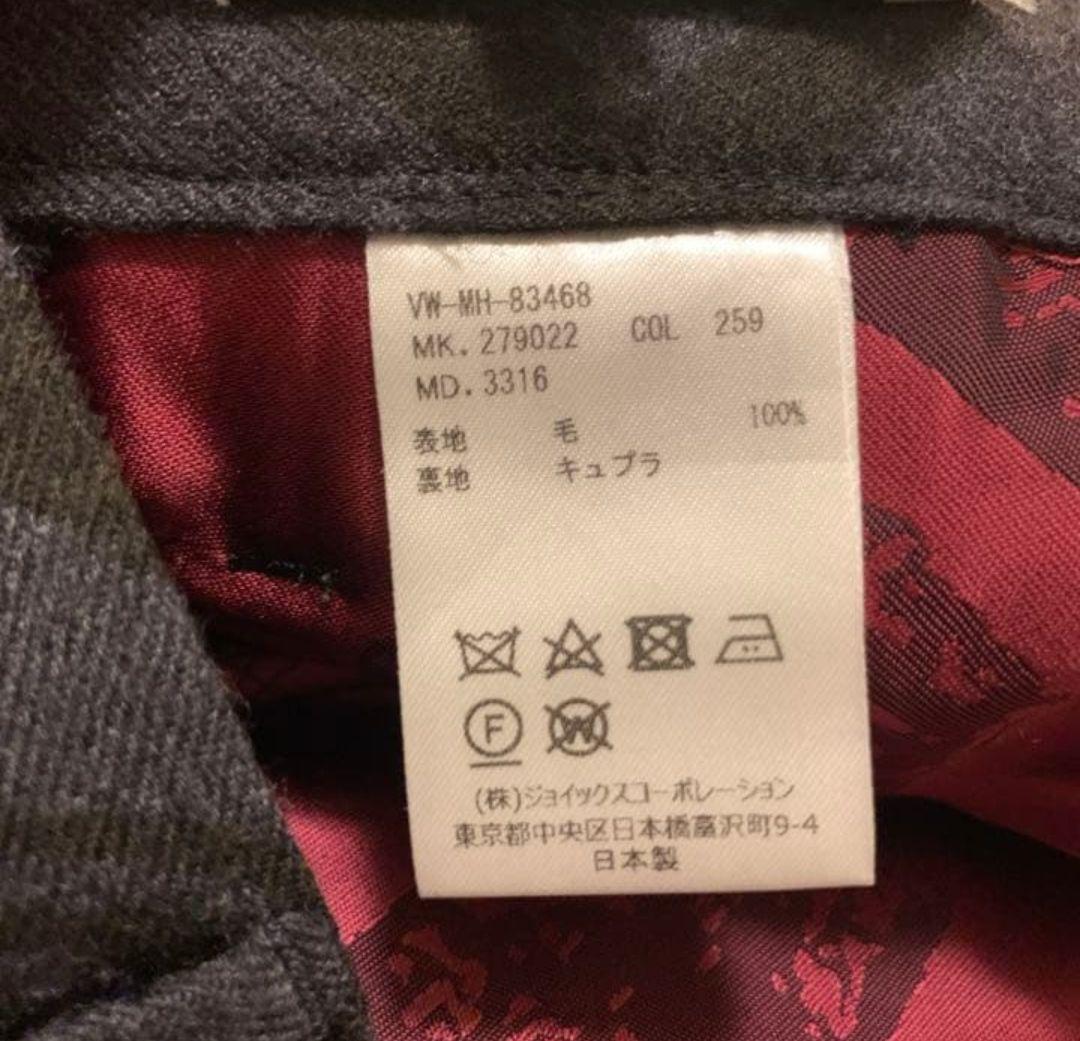 VW-MH-83468
MK. 279022 COL 259
MD. 3316
表地 毛 100%
裏地 キュプラ
F
W
(株)ジョイックスコーポレーション
東京都中央区日本橋富沢町9-4
日本製